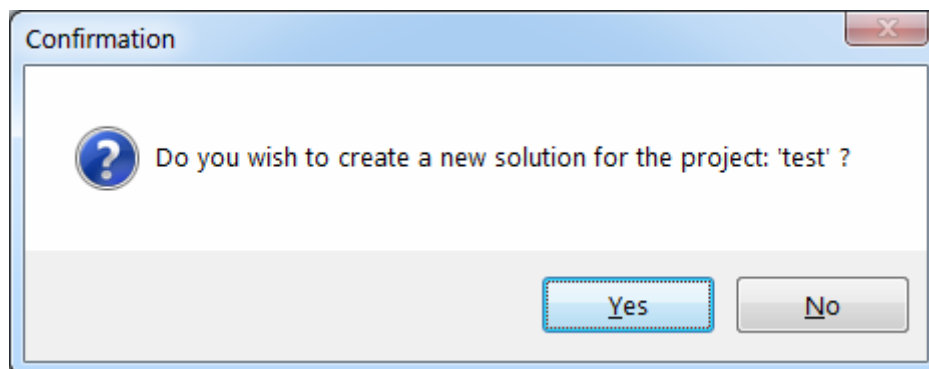 Confirmation
Do you wish to create a new solution for the project: 'test' ?
Yes
No